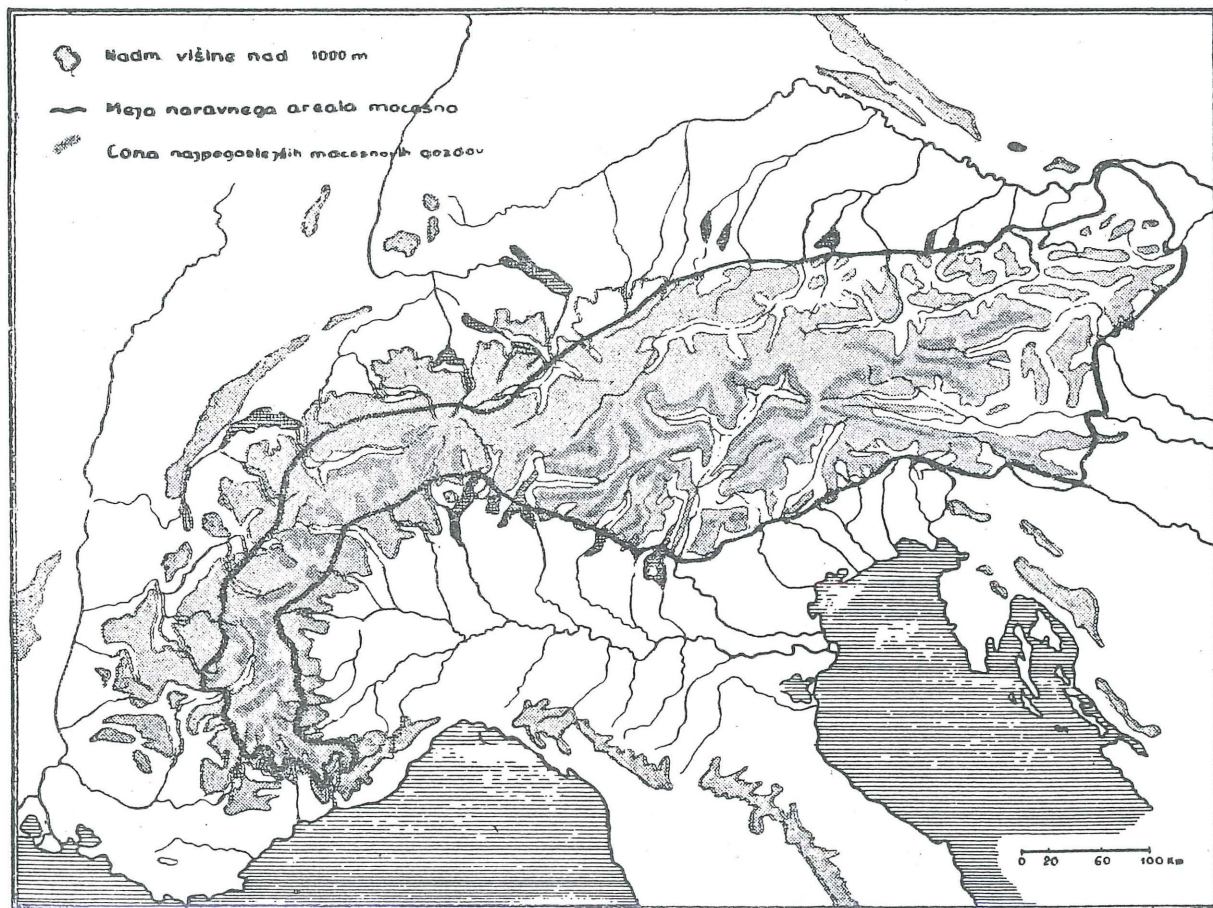 Nadm. višine nad 1000 m
Meja naravnega areala macesna
Cona najpogostejših macesnovih gozdov
0 20 60 100 Km